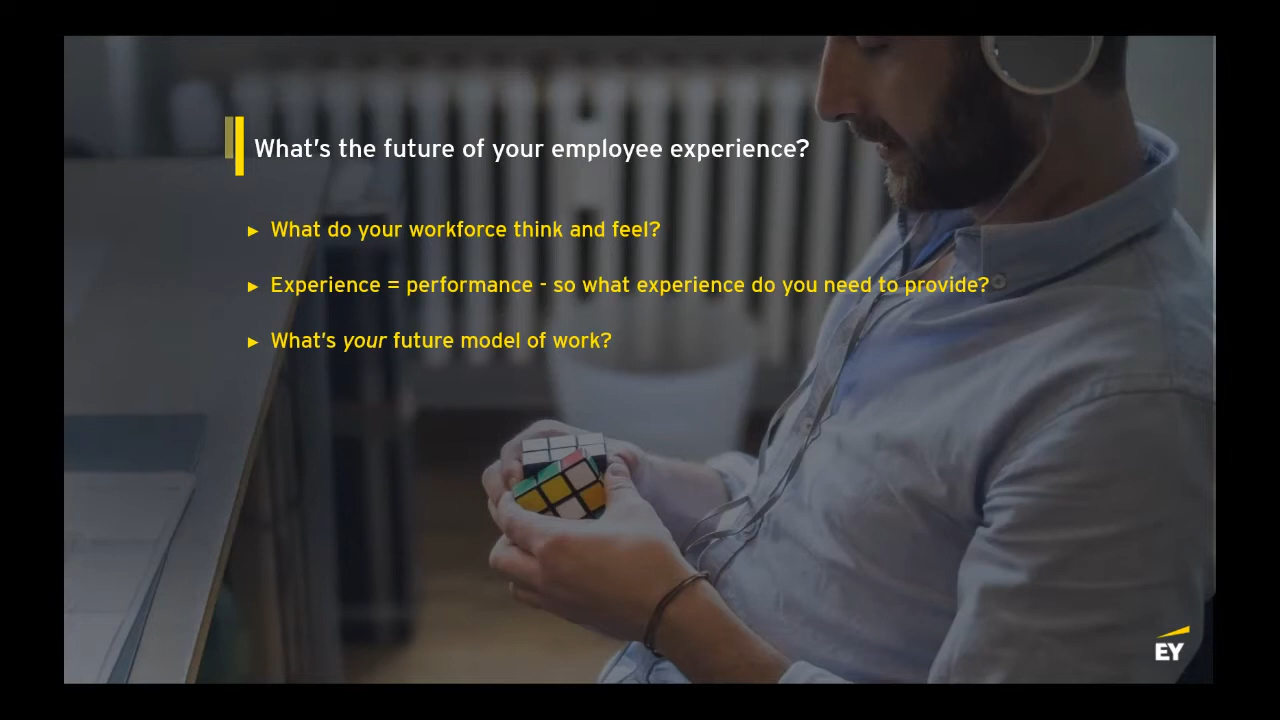 What's the future of your employee experience?
► What do your workforce think and feel?
► Experience = performance - so what experience do you need to provide?
► What's your future model of work?
EY